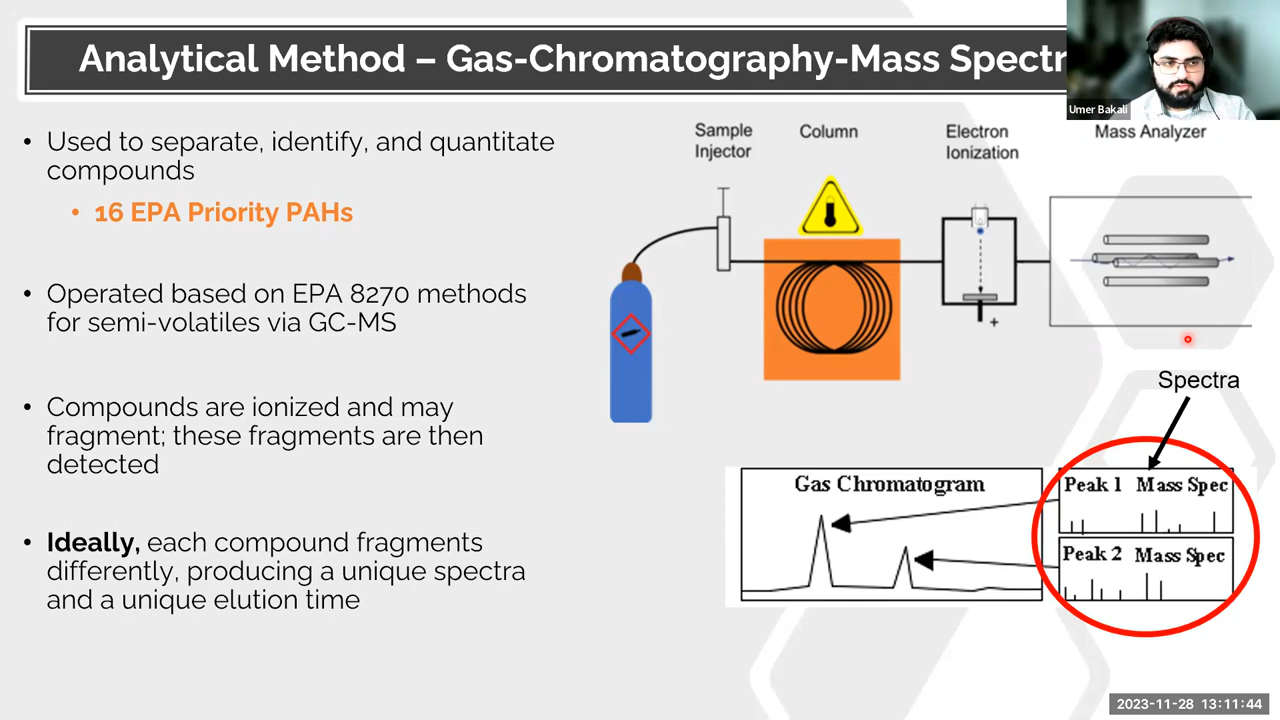 Analytical Method – Gas-Chromatography-Mass Spectr
Umer Bakali
• Used to separate, identify, and quantitate
compounds
• 16 EPA Priority PAHs
• Operated based on EPA 8270 methods
for semi-volatiles via GC-MS
• Compounds are ionized and may
fragment; these fragments are then
detected
• Ideally, each compound fragments
differently, producing a unique spectra
and a unique elution time
Sample
Injector
Column
Electron
Ionization
Mass Analyzer
+
Spectra
Gas Chromatogram
Peak 1 Mass Spec
Peak 2 Mass Spec
2023-11-28 13:11:44